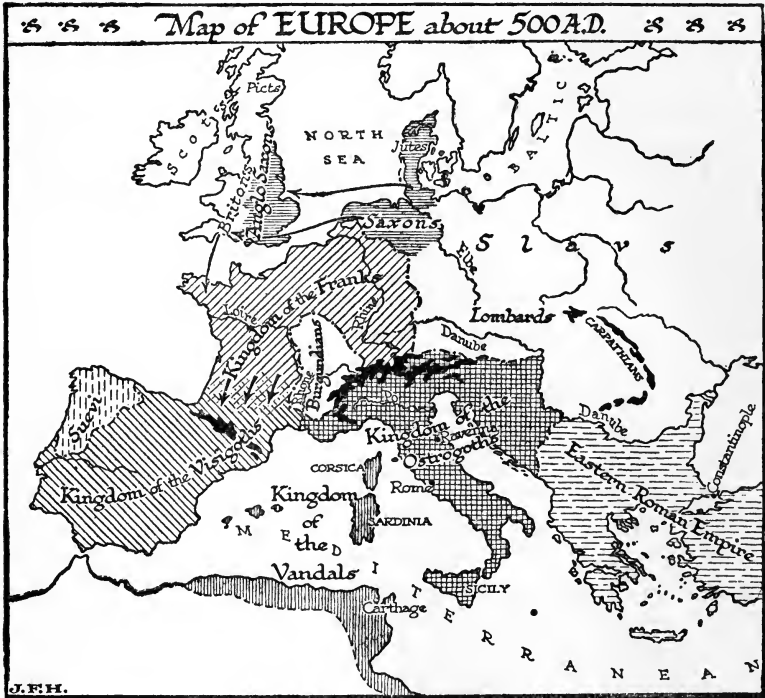 Map of EUROPE about 500 A.D.
Picts
Scots
NORTH
SEA
Jutes
BALTIC
Britons
Anglo Saxons
Saxons
Slavs
Elbe
Kingdom of the Franks
Loire
Rhine
Lombards
CARPATHIANS
Danube
Burgundians
Rhone
Suevi
Kingdom of the Visigoths
Kingdom of the
Ostrogoths
Ravenna
Danube
Constantinople
Eastern Roman Empire
CORSICA
Rome
Kingdom
of
the
Vandals
SARDINIA
MEDITERRANEAN
SICILY
Carthage
J.F.H.